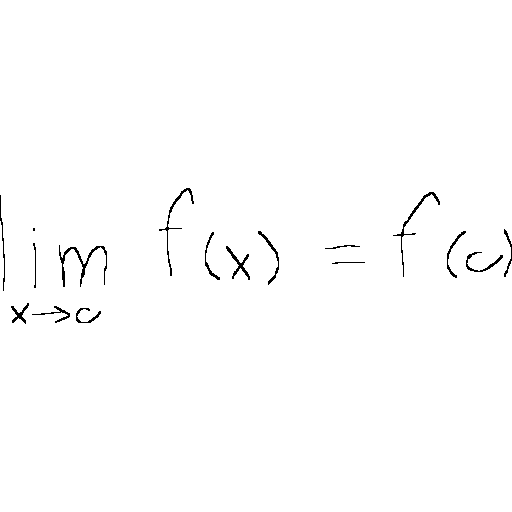 lim f(x) = f(c)
x→c